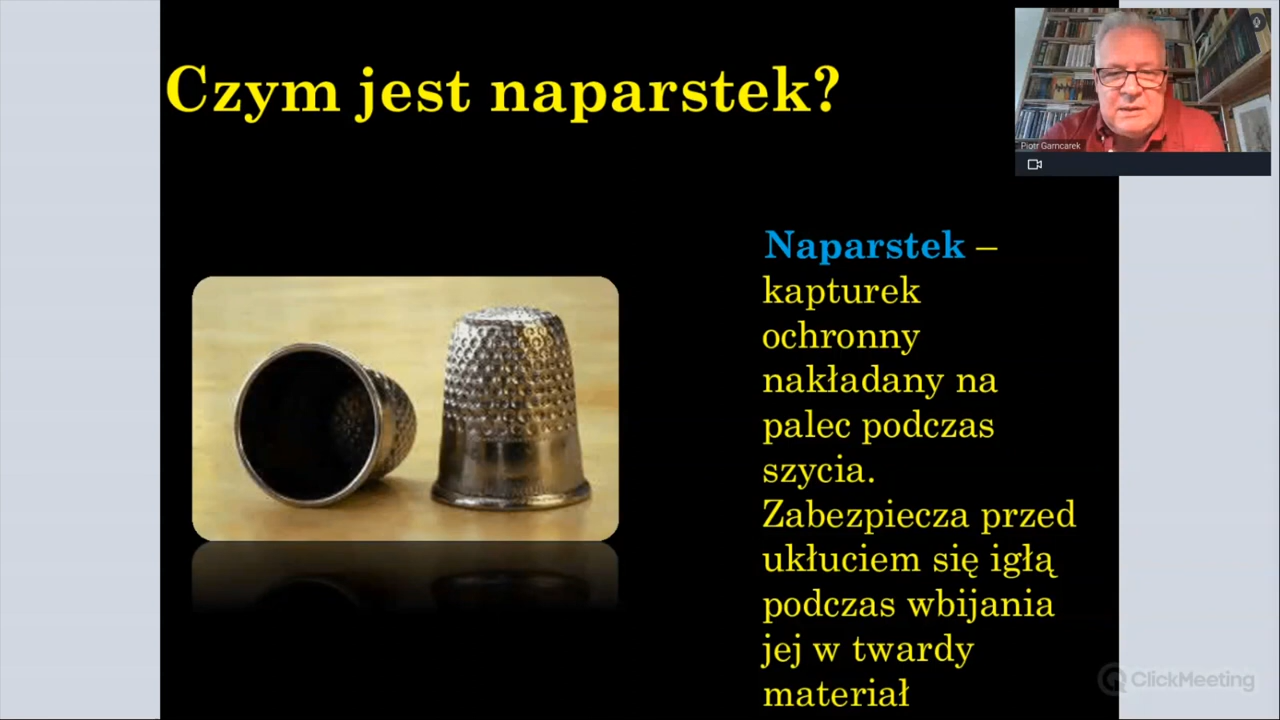 Czym jest naparstek?
Piotr Garncarek
Naparstek –
kapturek
ochronny
nakładany na
palec podczas
szycia.
Zabezpiecza przed
ukłuciem się igłą
podczas wbijania
jej w twardy
materiał
ClickMeeting